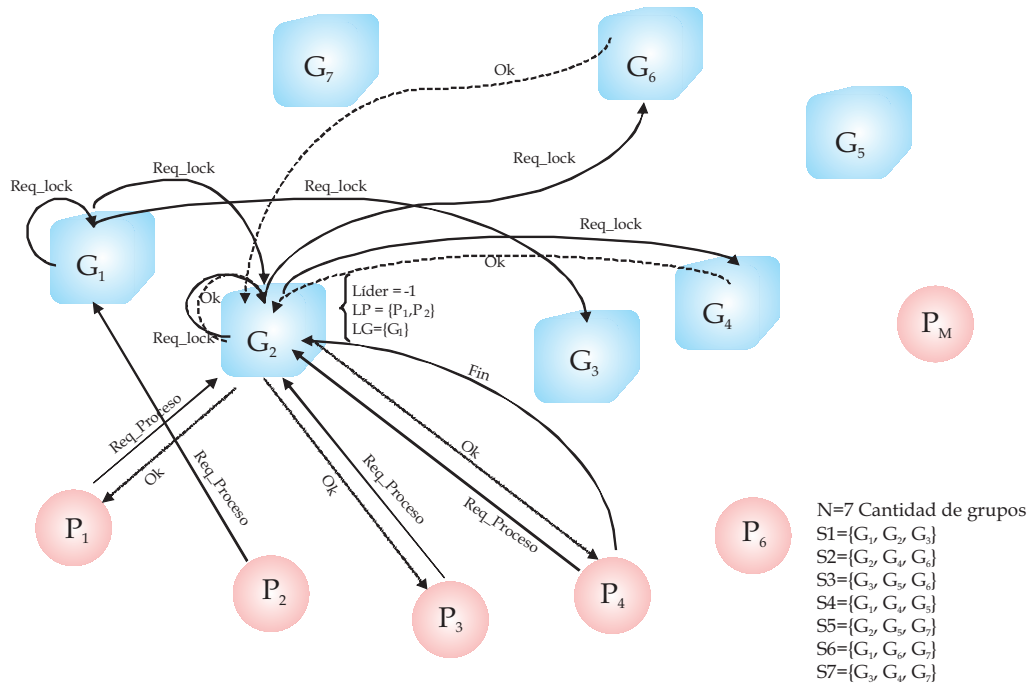 G7
G6
G5
Ok
Req_lock
Req_lock
Req_lock
Req_lock
Req_lock
G1
Ok
Ok
Líder = -1
LP = {P1,P2}
LG={G1}
G4
PM
Req_lock
G2
G3
Fin
Req_Proceso
Ok
Req_Proceso
Ok
Req_Proceso
Ok
Req_Proceso
P1
P2
P3
P4
P6
N=7 Cantidad de grupos
S1={G1, G2, G3}
S2={G2, G4, G6}
S3={G3, G5, G6}
S4={G1, G4, G5}
S5={G2, G5, G7}
S6={G1, G6, G7}
S7={G3, G4, G7}